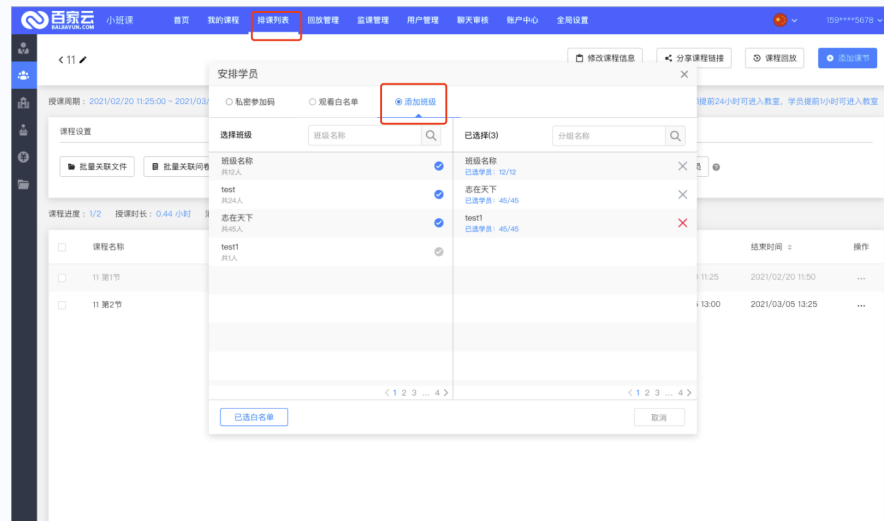 百家云 BAIJIAYUN.COM 小班课 首页 我的课程 排课列表 回放管理 监课管理 用户管理 聊天审核 账户中心 全局设置 159****5678
11 修改课程信息 分享课程链接 课程回放 添加课节
安排学员
授课周期：2021/02/20 11:25:00 ~ 2021/03/ 提前24小时可进入教室，学员提前1小时可进入教室
私密参加码 观看白名单 添加班级
课程设置
选择班级 班级名称 已选择(3) 分组名称
批量关联文件 批量关联问卷 员
班级名称 班级名称
共12人 已选学员：12/12
test 志在天下
共24人 已选学员：45/45
课程进度：1/2 授课时长：0.44 小时
志在天下 test1
共45人 已选学员：45/45
课程名称 结束时间 操作
test1
共1人
11 第1节 11:25 2021/02/20 11:50 ...
11 第2节 13:00 2021/03/05 13:25 ...
< 1 2 3 ... 4 > < 1 2 3 ... 4 >
已选白名单 取消